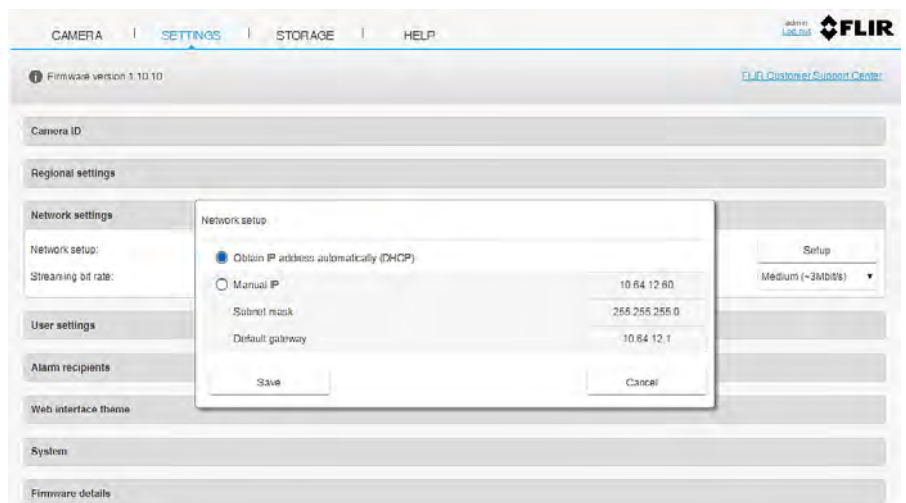 CAMERA | SETTINGS | STORAGE | HELP
admin
Log out
FLIR
Firmware version 1.10.10
FLIR Customer Support Center
Camera ID
Regional settings
Network settings
Network setup:
Setup
Streaming bit rate:
Medium (~3Mbit/s)
Network setup
Obtain IP address automatically (DHCP)
Manual IP 10.64.12.60
Subnet mask 255.255.255.0
Default gateway 10.64.12.1
Save Cancel
User settings
Alarm recipients
Web interface theme
System
Firmware details